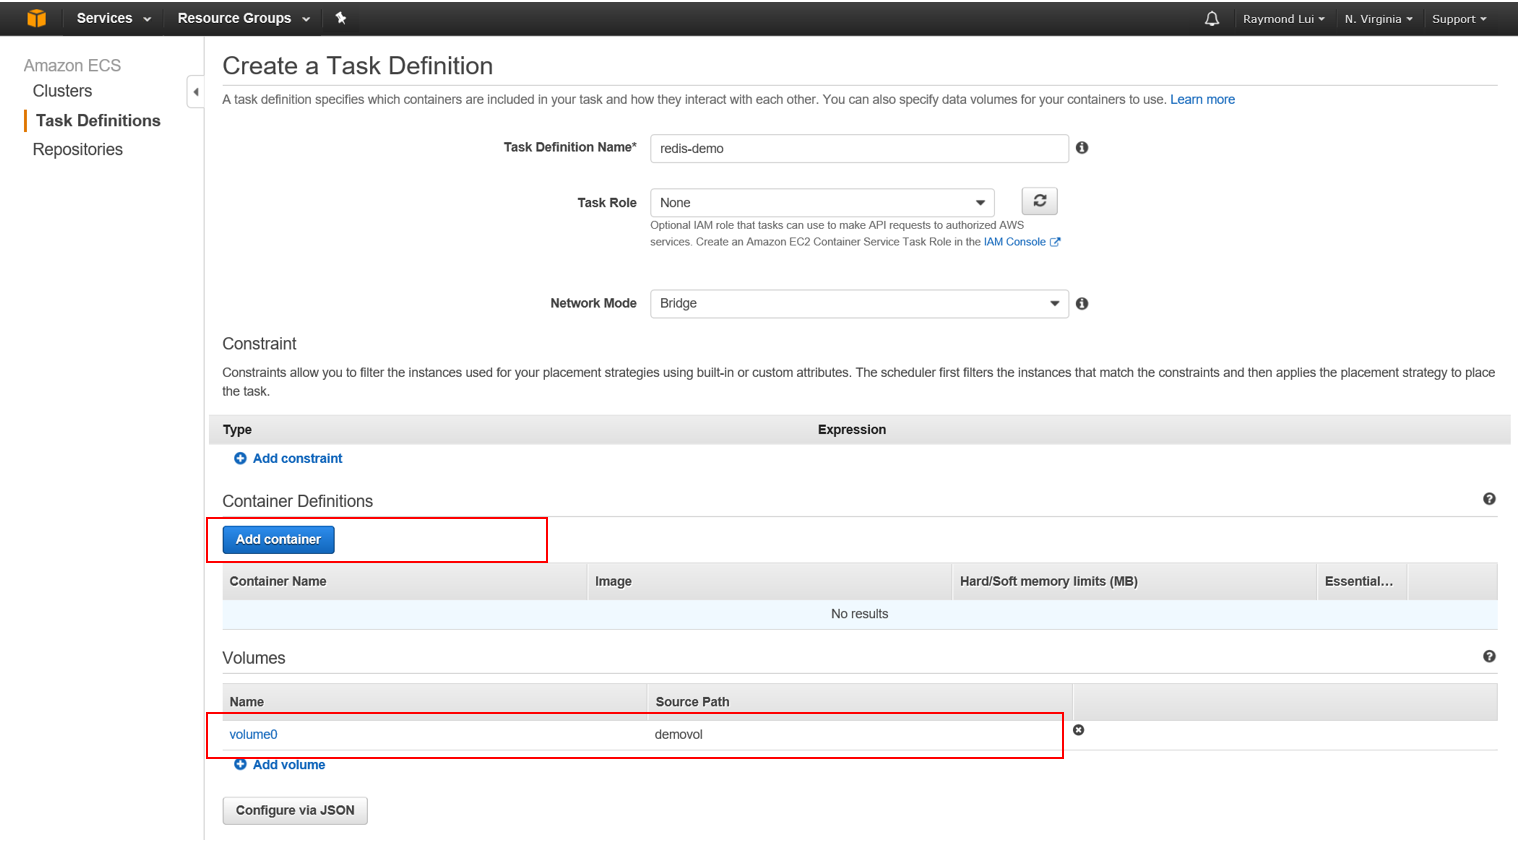 Services
Resource Groups
Raymond Lui
N. Virginia
Support
Amazon ECS
Clusters
Task Definitions
Repositories
Create a Task Definition
A task definition specifies which containers are included in your task and how they interact with each other. You can also specify data volumes for your containers to use. Learn more
Task Definition Name*
redis-demo
Task Role
None
Optional IAM role that tasks can use to make API requests to authorized AWS
services. Create an Amazon EC2 Container Service Task Role in the IAM Console
Network Mode
Bridge
Constraint
Constraints allow you to filter the instances used for your placement strategies using built-in or custom attributes. The scheduler first filters the instances that match the constraints and then applies the placement strategy to place
the task.
Type
Expression
Add constraint
Container Definitions
Add container
Container Name
Image
Hard/Soft memory limits (MB)
Essential...
No results
Volumes
Name
Source Path
volume0
demovol
Add volume
Configure via JSON